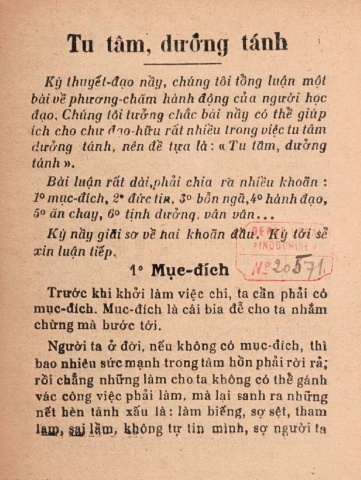 Tu tâm, dưỡng tánh
Kỳ thuyết-đạo nầy, chúng tôi tổng luận một
bài về phương-châm hành động của người học
đạo. Chúng tôi tưởng chắc bài nầy có thể giúp
ích cho chư đạo-hữu rất nhiều trong việc tu tâm
dưỡng tánh, nên để tựa là: «Tu tâm, dưỡng
tánh».
Bài luận rất dài, phải chia ra nhiều khoản :
1º mục-đích, 2º đức tin, 3º bổn ngã, 4º hành đạo,
5º ăn chay, 6º tịnh dưỡng, vân vân...
Kỳ nầy giải sơ về hai khoản đầu. Kỳ tới sẻ
xin luận tiếp.
INDOCHINE
Nº 20571
1º Mục-đích
Trước khi khởi làm việc chi, ta cần phải có
mục-đích. Mục-đích là cái bia để cho ta nhắm
chừng mà bước tới.
Người ta ở đời, nếu không có mục-đích, thì
bao nhiêu sức mạnh trong tâm hồn phải rời rả;
rồi chẳng những làm cho ta không có thể gánh
vác công việc phải làm, mà lại sanh ra những
nết hèn tánh xấu là : làm biếng, sợ sệt, tham
lam, sai lầm, không tự tin mình, sợ người ta